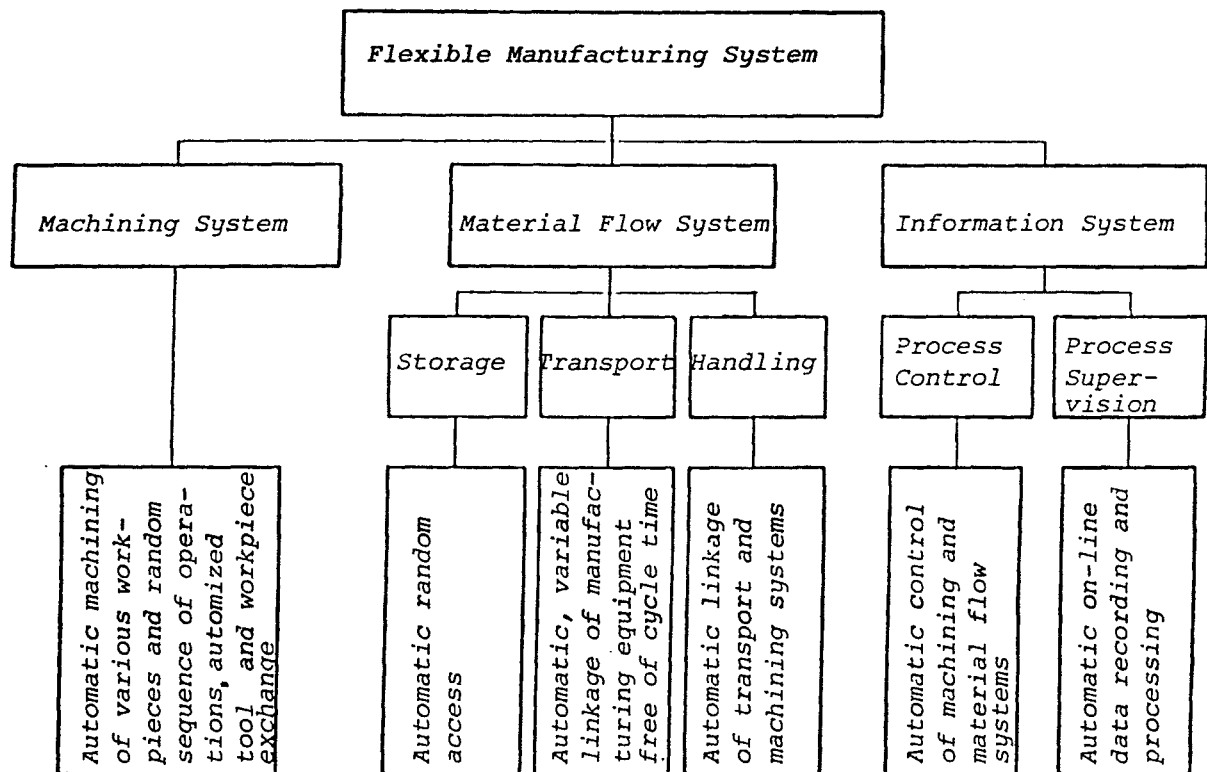 Flexible Manufacturing System
Machining System
Material Flow System
Information System
Storage
Transport
Handling
Process
Control
Process
Super-
vision
Automatic machining
of various work-
pieces and random
sequence of opera-
tions, automized
tool and workpiece
exchange
Automatic random
access
Automatic, variable
linkage of manufac-
turing equipment
free of cycle time
Automatic linkage
of transport and
machining systems
Automatic control
of machining and
material flow
systems
Automatic on-line
data recording and
processing